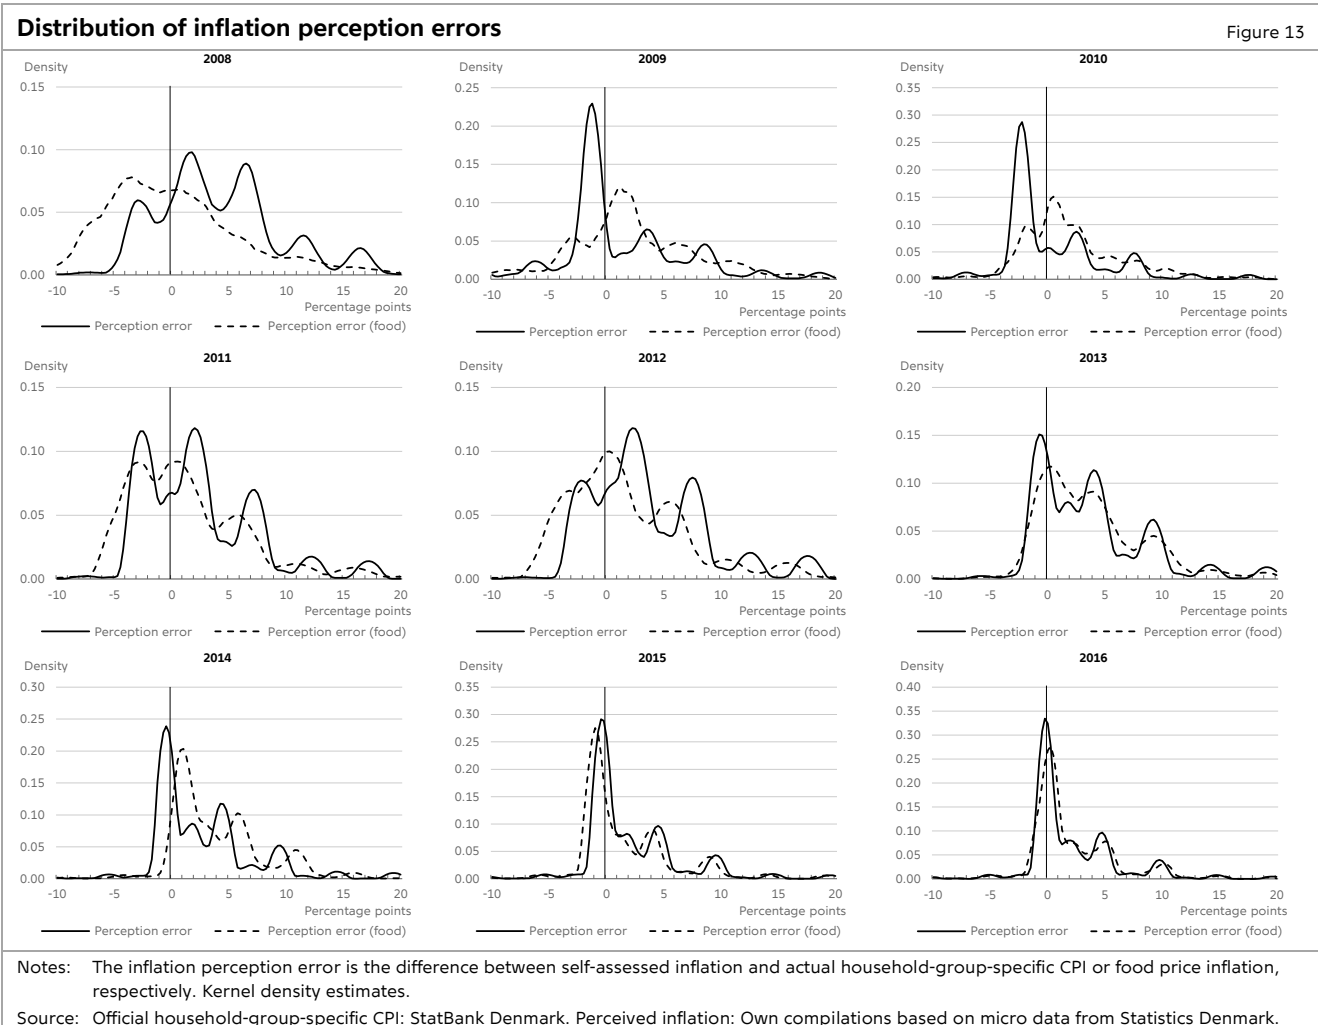 Distribution of inflation perception errors
Figure 13
2008
Density
0.15
0.10
0.05
0.00
-10 -5 0 5 10 15 20
Percentage points
Perception error Perception error (food)
2009
Density
0.25
0.20
0.15
0.10
0.05
0.00
-10 -5 0 5 10 15 20
Percentage points
Perception error Perception error (food)
2010
Density
0.35
0.30
0.25
0.20
0.15
0.10
0.05
0.00
-10 -5 0 5 10 15 20
Percentage points
Perception error Perception error (food)
2011
Density
0.15
0.10
0.05
0.00
-10 -5 0 5 10 15 20
Percentage points
Perception error Perception error (food)
2012
Density
0.15
0.10
0.05
0.00
-10 -5 0 5 10 15 20
Percentage points
Perception error Perception error (food)
2013
Density
0.20
0.15
0.10
0.05
0.00
-10 -5 0 5 10 15 20
Percentage points
Perception error Perception error (food)
2014
Density
0.30
0.25
0.20
0.15
0.10
0.05
0.00
-10 -5 0 5 10 15 20
Percentage points
Perception error Perception error (food)
2015
Density
0.35
0.30
0.25
0.20
0.15
0.10
0.05
0.00
-10 -5 0 5 10 15 20
Percentage points
Perception error Perception error (food)
2016
Density
0.40
0.35
0.30
0.25
0.20
0.15
0.10
0.05
0.00
-10 -5 0 5 10 15 20
Percentage points
Perception error Perception error (food)
Notes: The inflation perception error is the difference between self-assessed inflation and actual household-group-specific CPI or food price inflation,
respectively. Kernel density estimates.
Source: Official household-group-specific CPI: StatBank Denmark. Perceived inflation: Own compilations based on micro data from Statistics Denmark.